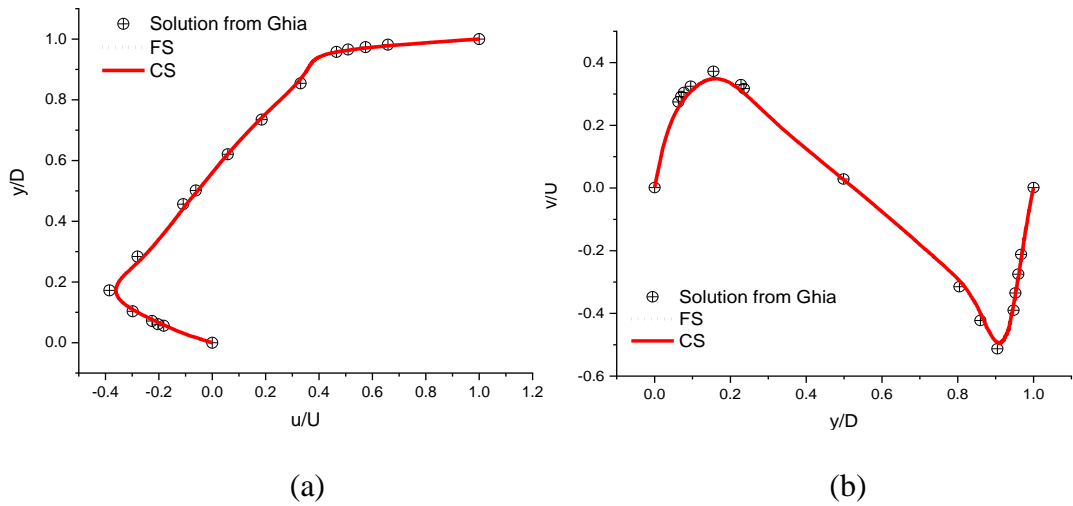 Solution from Ghia
FS
CS
1.0
0.8
0.6
0.4
0.2
0.0
y/D
-0.4 -0.2 0.0 0.2 0.4 0.6 0.8 1.0 1.2
u/U
(a)
0.4
0.2
0.0
-0.2
-0.4
-0.6
v/U
Solution from Ghia
FS
CS
0.0 0.2 0.4 0.6 0.8 1.0
y/D
(b)